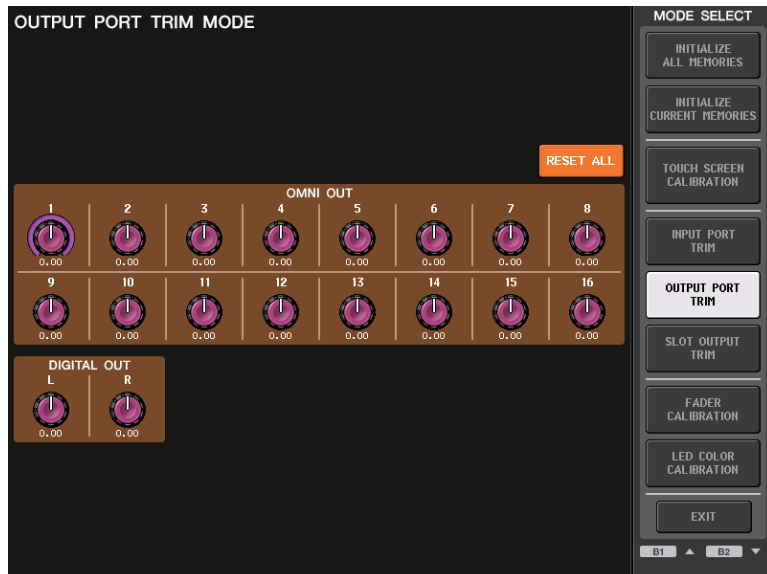 OUTPUT PORT TRIM MODE
RESET ALL
OMNI OUT
1 2 3 4 5 6 7 8
0.00 0.00 0.00 0.00 0.00 0.00 0.00 0.00
9 10 11 12 13 14 15 16
0.00 0.00 0.00 0.00 0.00 0.00 0.00 0.00
DIGITAL OUT
L R
0.00 0.00
MODE SELECT
INITIALIZE
ALL MEMORIES
INITIALIZE
CURRENT MEMORIES
TOUCH SCREEN
CALIBRATION
INPUT PORT
TRIM
OUTPUT PORT
TRIM
SLOT OUTPUT
TRIM
FADER
CALIBRATION
LED COLOR
CALIBRATION
EXIT
B1 ▲ B2 ▼